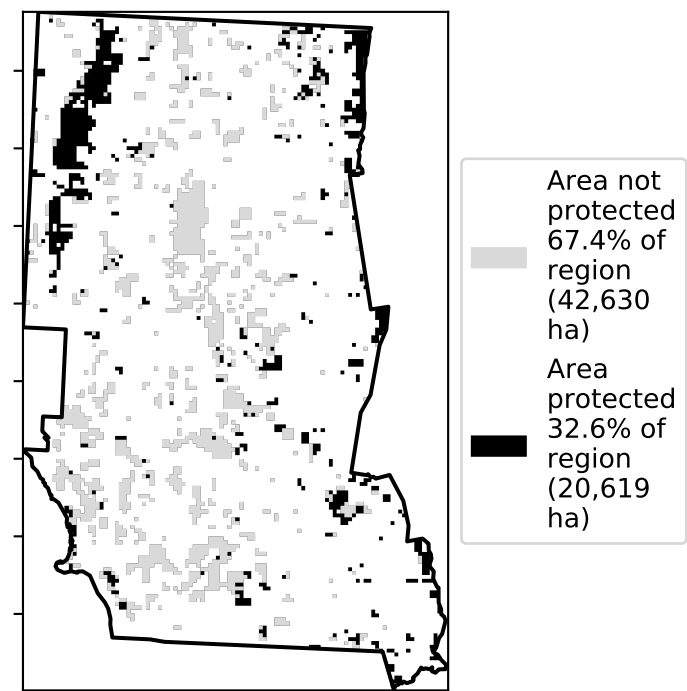 Area not
protected
67.4% of
region
(42,630
ha)
Area
protected
32.6% of
region
(20,619
ha)